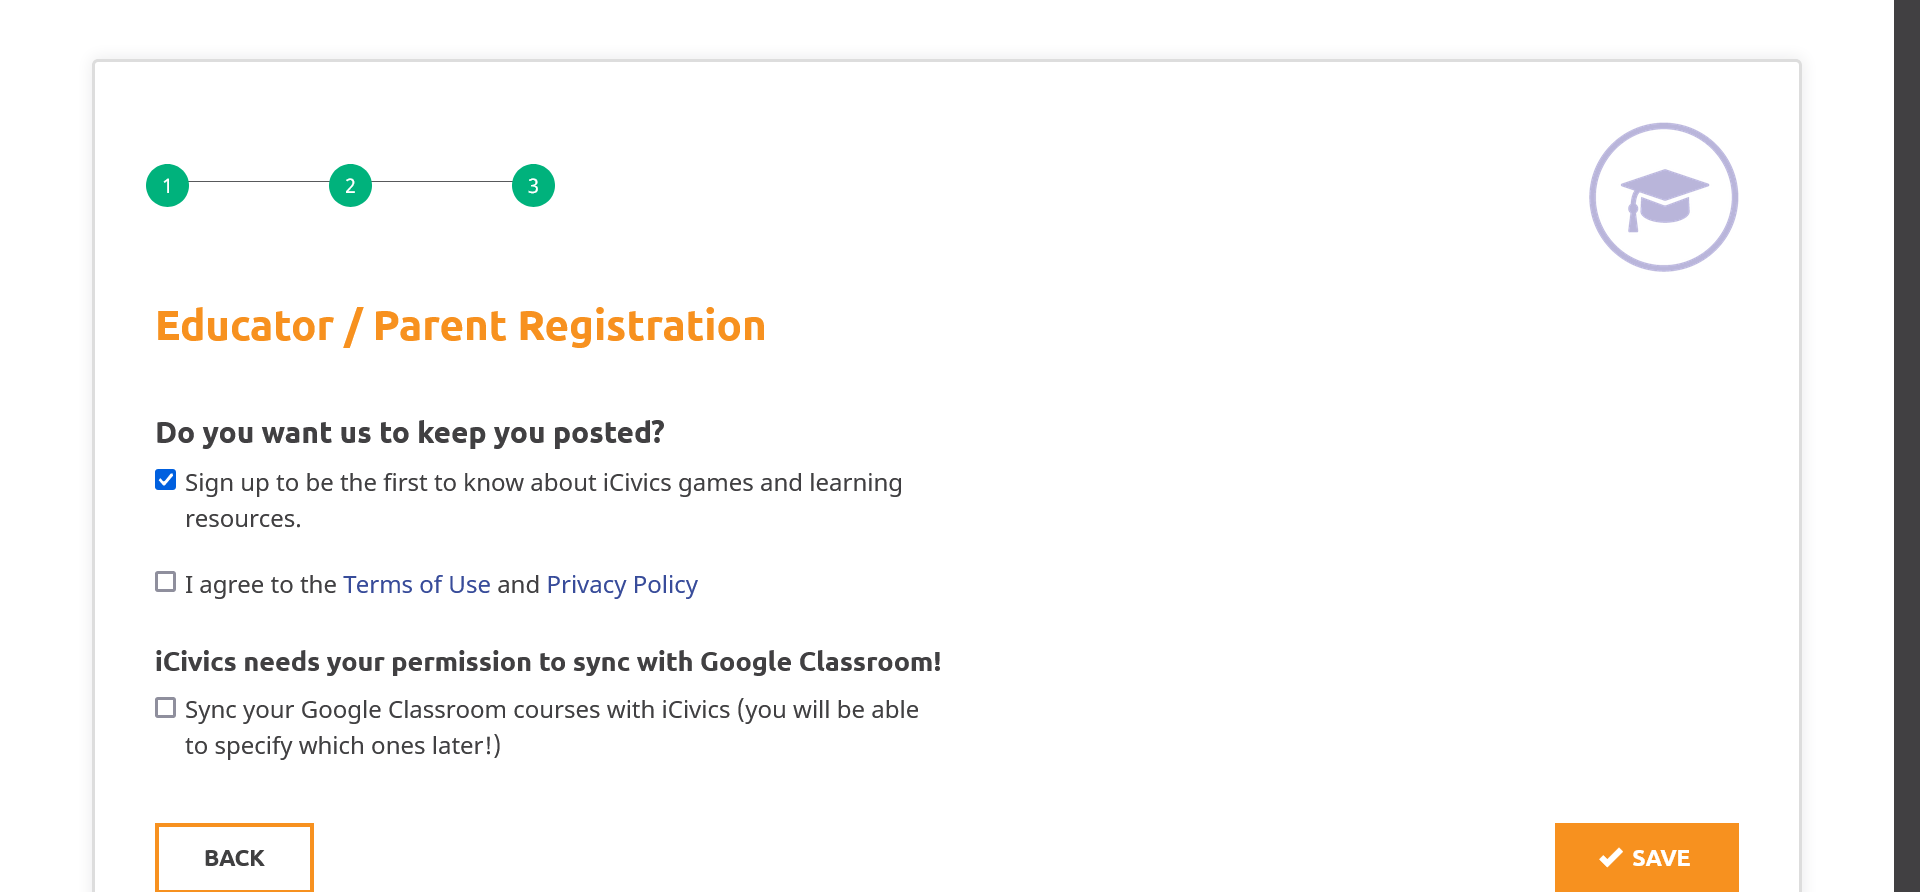 1 2 3
Educator / Parent Registration
Do you want us to keep you posted?
Sign up to be the first to know about iCivics games and learning
resources.
I agree to the Terms of Use and Privacy Policy
iCivics needs your permission to sync with Google Classroom!
Sync your Google Classroom courses with iCivics (you will be able
to specify which ones later!)
BACK
SAVE